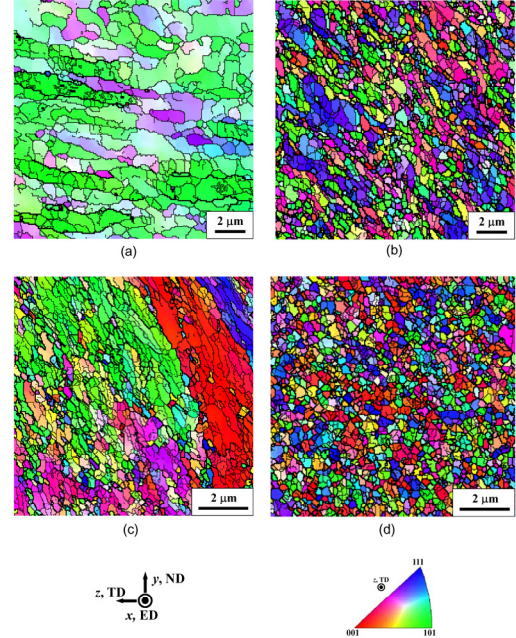 2 μm
2 μm
(a)
(b)
2 μm
2 μm
(c)
(d)
y, ND
z, TD
x, ED
111
z, TD
001
101